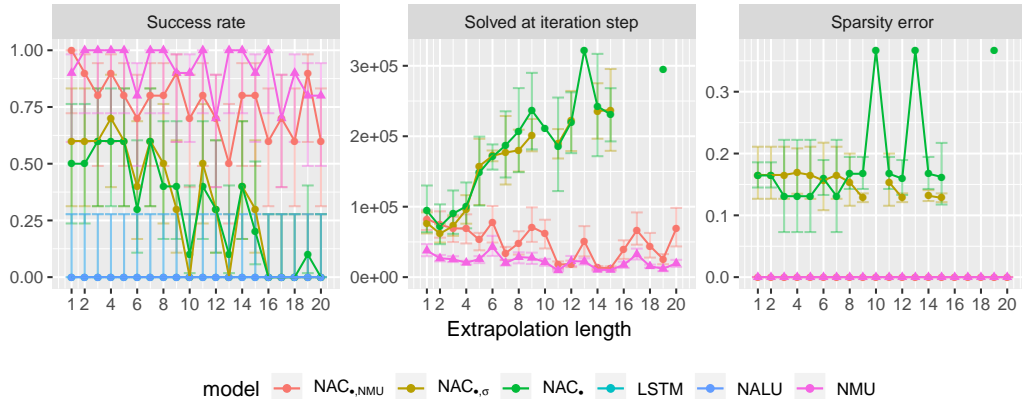 Success rate
Solved at iteration step
Sparsity error
1.00
0.75
0.50
0.25
0.00
3e+05
2e+05
1e+05
0e+00
0.3
0.2
0.1
0.0
1 2 4 6 8 10 12 14 16 18 20
1 2 4 6 8 10 12 14 16 18 20
1 2 4 6 8 10 12 14 16 18 20
Extrapolation length
model NAC•,NMU NAC•,σ NAC• LSTM NALU NMU